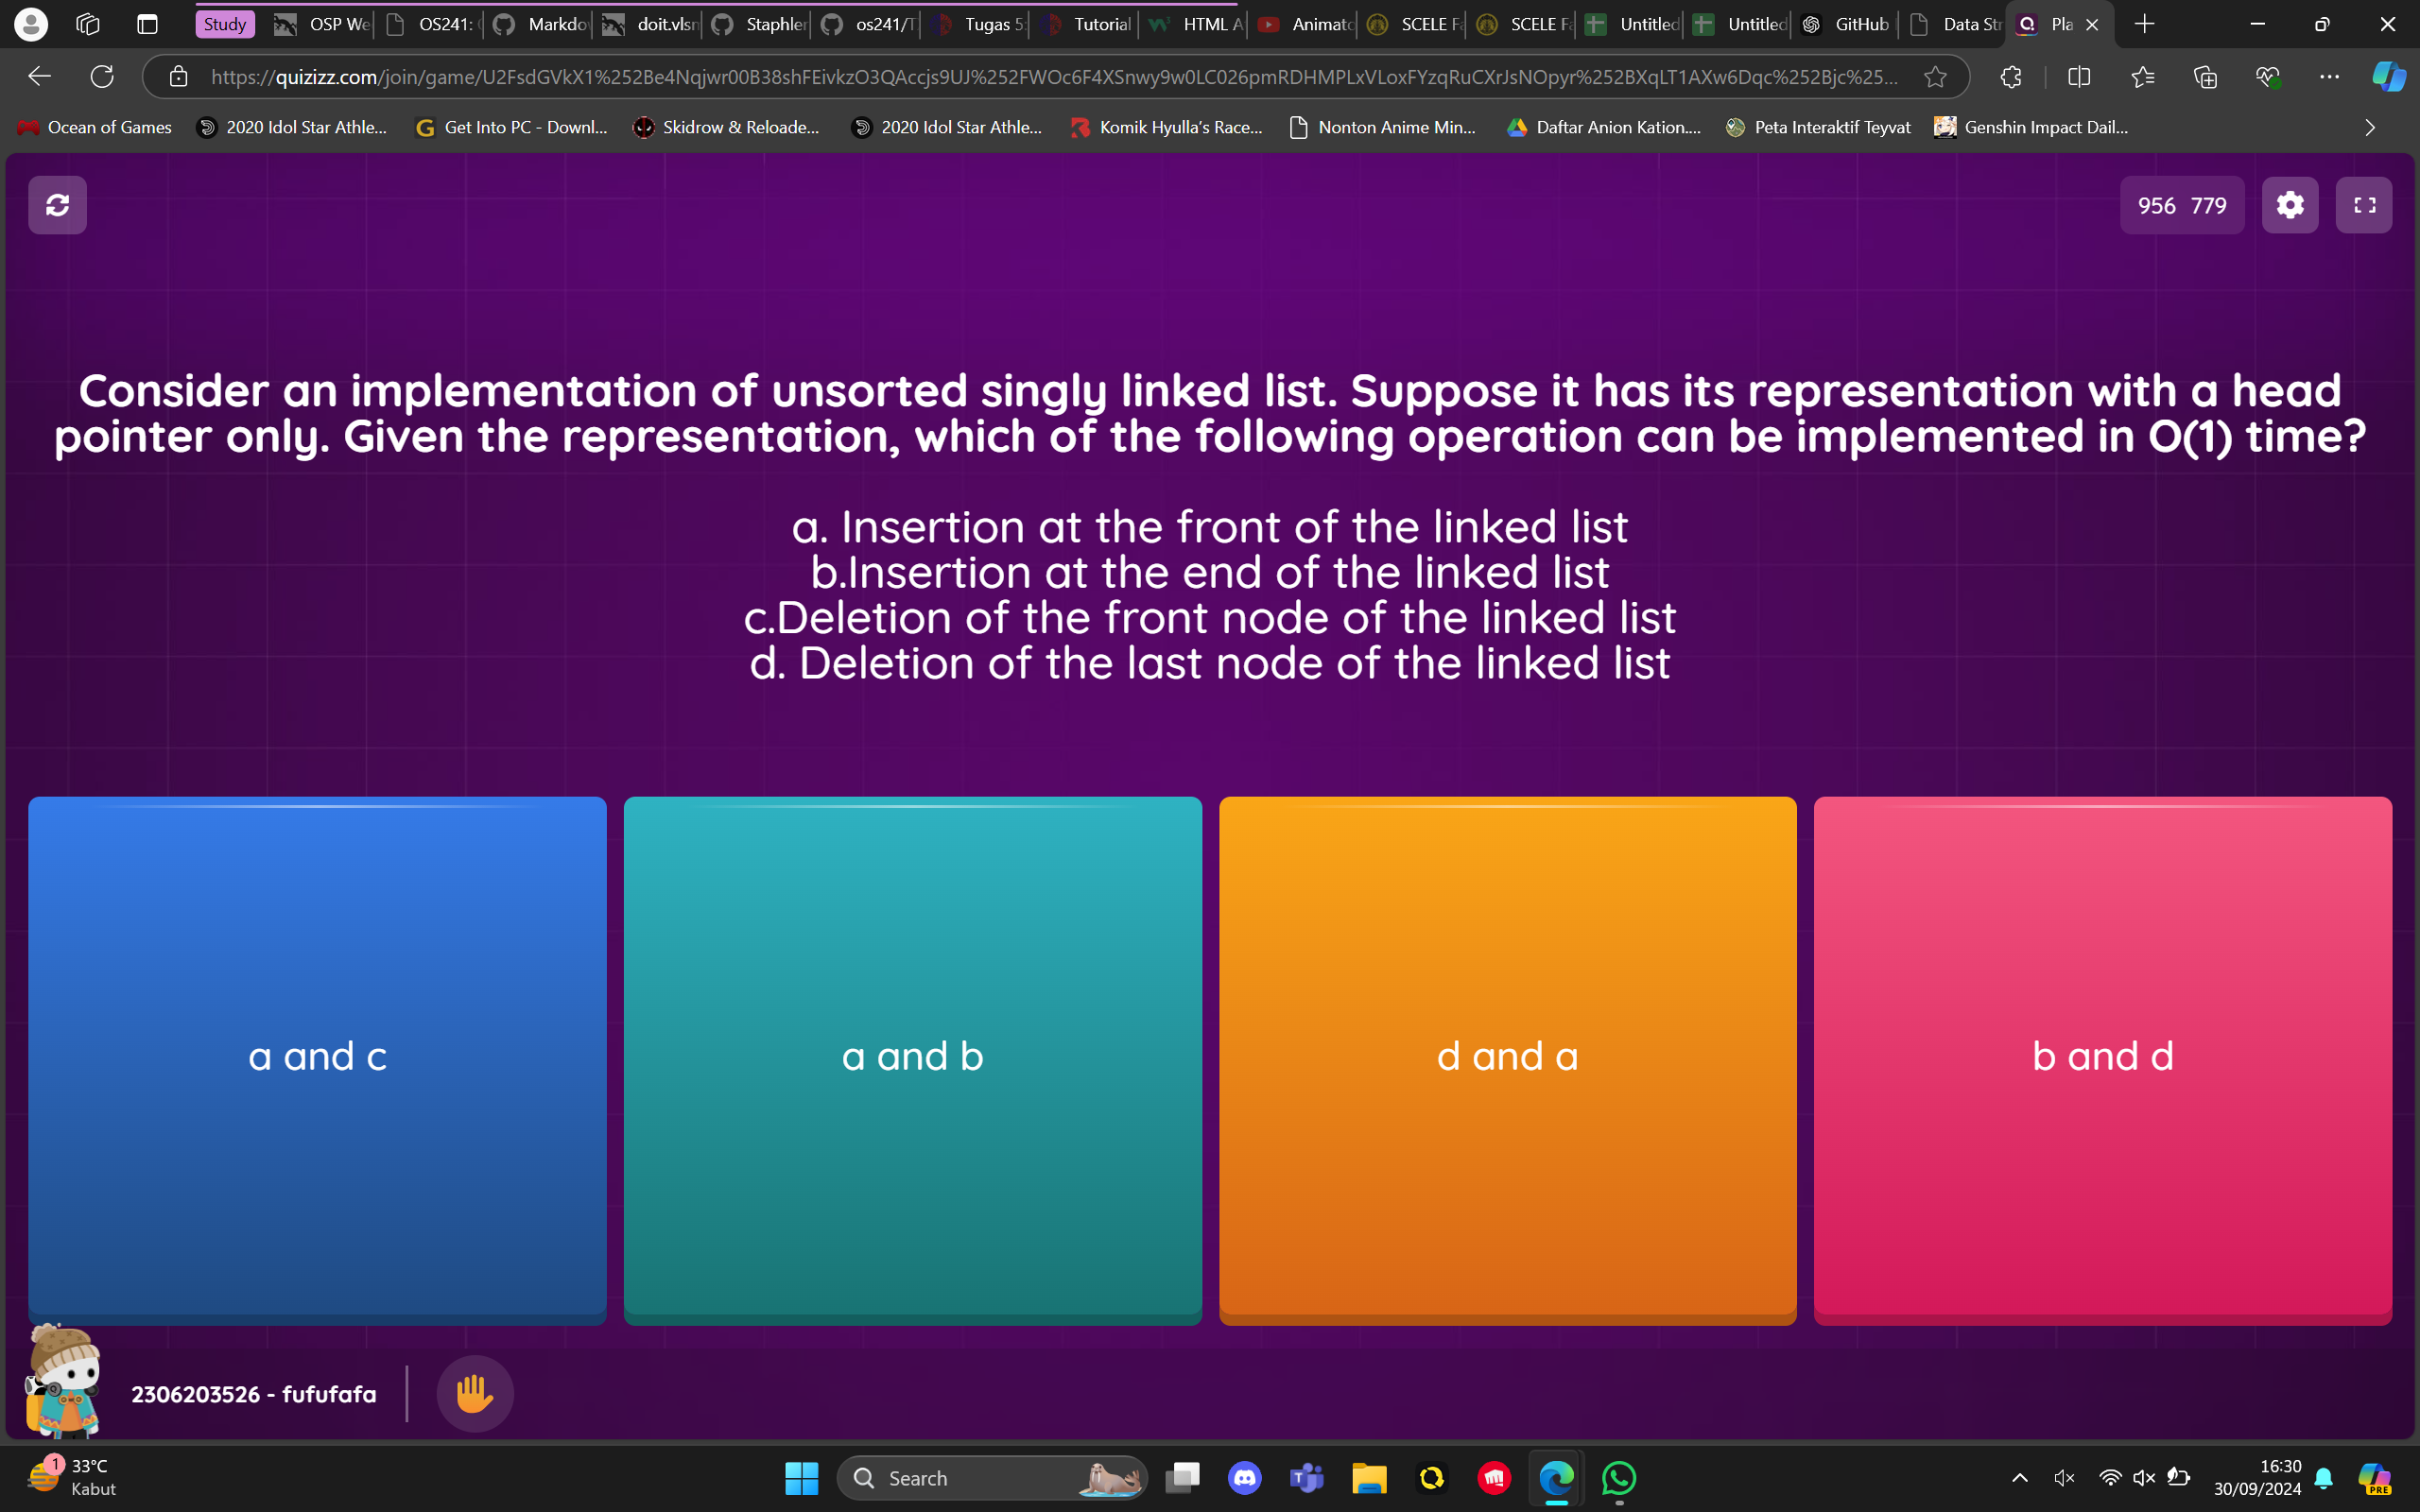 Study
OSP We
OS241:
Markdo
doit.vlsn
Staphler
os241/T
Tugas 5:
Tutorial
HTML A
Animatc
SCELE Fa
SCELE Fa
Untitled
Untitled
GitHub
Data Str
Pla
https://quizizz.com/join/game/U2FsdGVkX1%252Be4Nqjwr00B38shFEivkzO3QAccjs9UJ%252FWOc6F4XSnwy9w0LC026pmRDHMPLxVLoxFYzqRuCXrJsNOpyr%252BXqLT1AXw6Dqc%252Bjc%25...
Ocean of Games
2020 Idol Star Athle...
Get Into PC - Downl...
Skidrow & Reloade...
2020 Idol Star Athle...
Komik Hyulla's Race...
Nonton Anime Min...
Daftar Anion Kation....
Peta Interaktif Teyvat
Genshin Impact Dail...
956 779
Consider an implementation of unsorted singly linked list. Suppose it has its representation with a head
pointer only. Given the representation, which of the following operation can be implemented in O(1) time?
a. Insertion at the front of the linked list
b.Insertion at the end of the linked list
c.Deletion of the front node of the linked list
d. Deletion of the last node of the linked list
a and c
a and b
d and a
b and d
2306203526 - fufufafa
1
33°C
Kabut
Search
16:30
30/09/2024
PRE